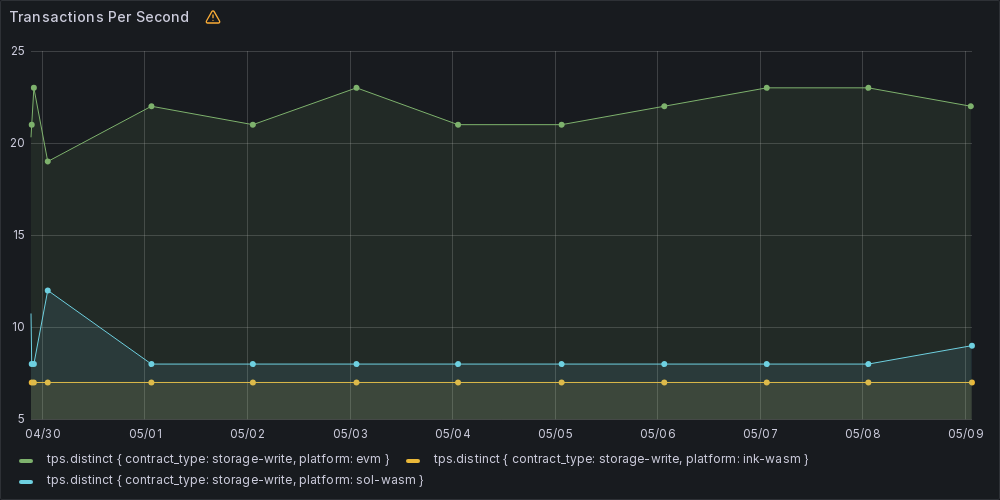 Transactions Per Second
25
20
15
10
5
04/30 05/01 05/02 05/03 05/04 05/05 05/06 05/07 05/08 05/09
tps.distinct { contract_type: storage-write, platform: evm } tps.distinct { contract_type: storage-write, platform: ink-wasm }
tps.distinct { contract_type: storage-write, platform: sol-wasm }